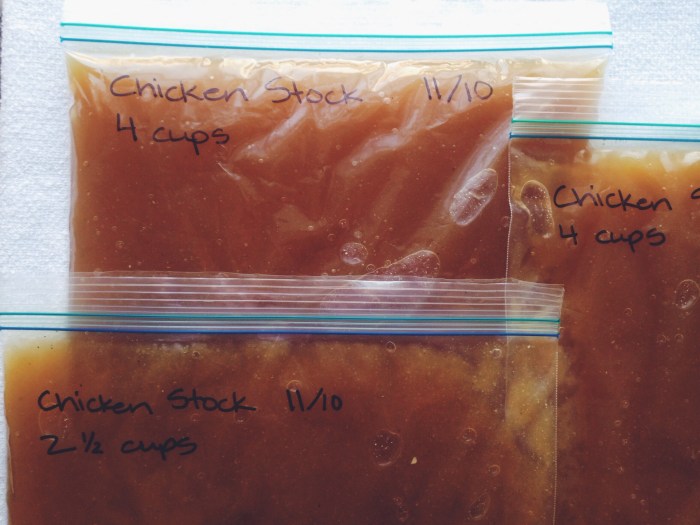 Chicken Stock 11/10
4 cups
Chicken
4 cups
Chicken Stock 11/10
2 ½ cups